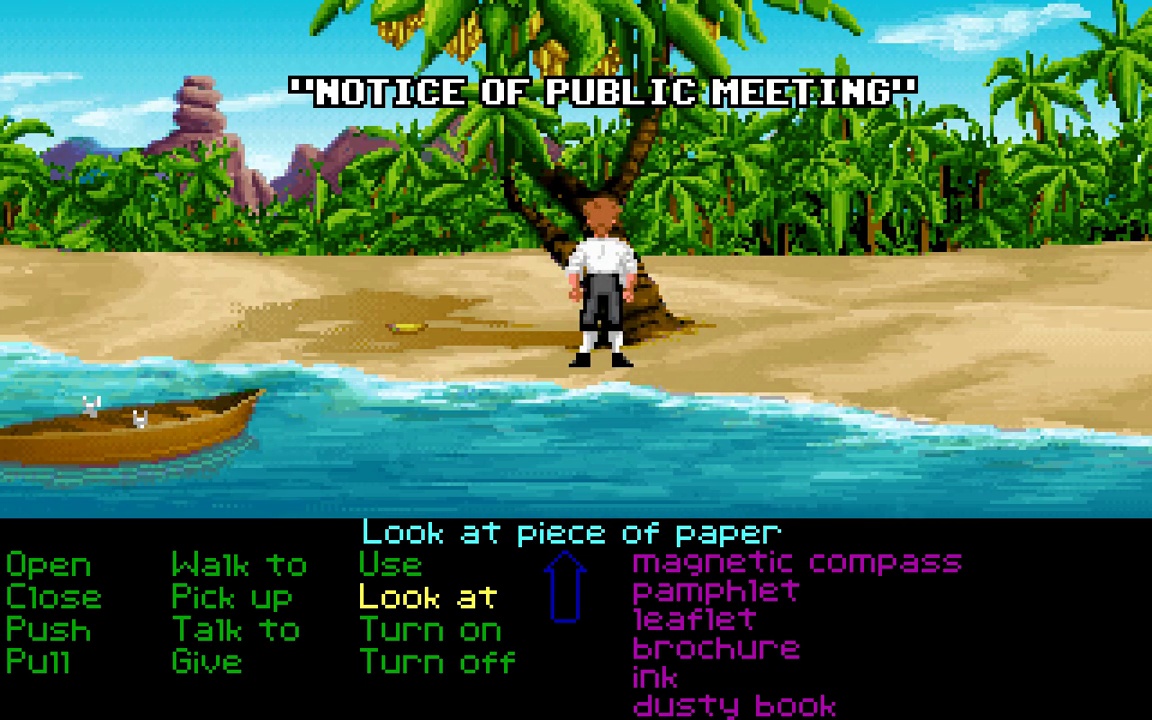 "NOTICE OF PUBLIC MEETING"
Look at piece of paper
Open Walk to Use magnetic compass
Close Pick up Look at pamphlet
Push Talk to Turn on leaflet
Pull Give Turn off brochure
ink
dusty book